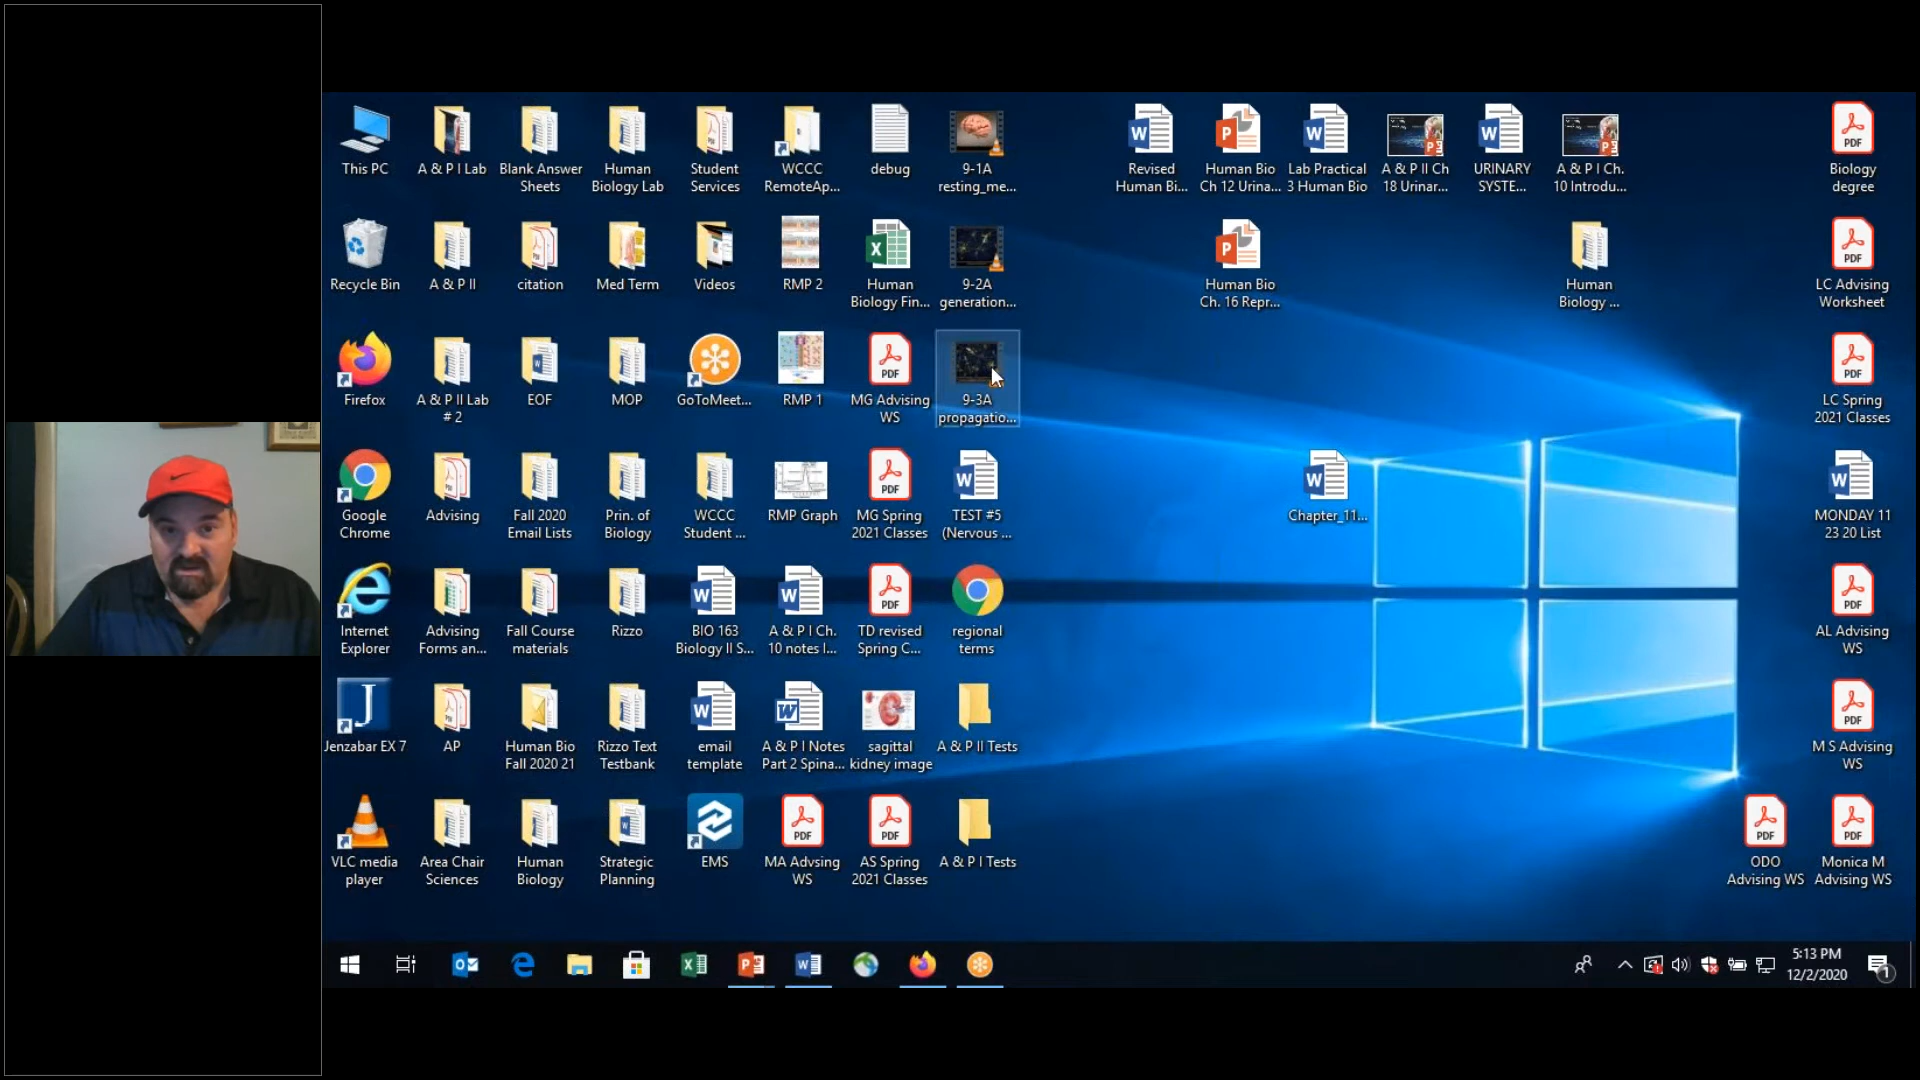 This PC
A & P I Lab
Blank Answer
Sheets
Human
Biology Lab
Student
Services
WCCC
RemoteAp...
debug
9-1A
resting_me...
Revised
Human Bi...
Human Bio
Ch 12 Urina...
Lab Practical
3 Human Bio
A & P II Ch
18 Urinar...
URINARY
SYSTE...
A & P I Ch.
10 Introdu...
Biology
degree
Recycle Bin
A & P II
citation
Med Term
Videos
RMP 2
Human
Biology Fin...
9-2A
generation...
Human Bio
Ch. 16 Repr...
Human
Biology ...
LC Advising
Worksheet
Firefox
A & P II Lab
# 2
EOF
MOP
GoToMeet...
RMP 1
MG Advising
WS
9-3A
propagatio...
LC Spring
2021 Classes
Google
Chrome
Advising
Fall 2020
Email Lists
Prin. of
Biology
WCCC
Student ...
RMP Graph
MG Spring
2021 Classes
TEST #5
(Nervous ...
Chapter_11...
MONDAY 11
23 20 List
Internet
Explorer
Advising
Forms an...
Fall Course
materials
Rizzo
BIO 163
Biology II S...
A & P I Ch.
10 notes I...
TD revised
Spring C...
regional
terms
AL Advising
WS
Jenzabar EX 7
AP
Human Bio
Fall 2020 21
Rizzo Text
Testbank
email
template
A & P I Notes
Part 2 Spina...
sagittal
kidney image
A & P II Tests
M S Advising
WS
VLC media
player
Area Chair
Sciences
Human
Biology
Strategic
Planning
EMS
MA Advsing
WS
AS Spring
2021 Classes
A & P I Tests
ODO
Advising WS
Monica M
Advising WS
5:13 PM
12/2/2020
1